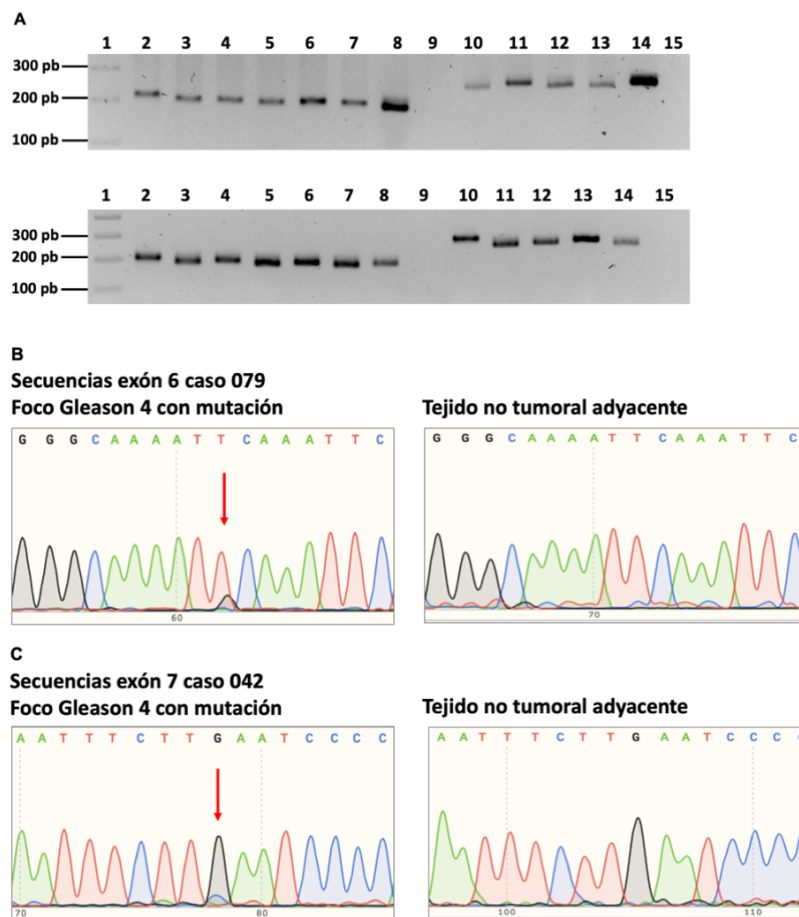 A
1 2 3 4 5 6 7 8 9 10 11 12 13 14 15
300 pb
200 pb
100 pb
1 2 3 4 5 6 7 8 9 10 11 12 13 14 15
300 pb
200 pb
100 pb
B
Secuencias exón 6 caso 079
Foco Gleason 4 con mutación
Tejido no tumoral adyacente
G G G C A A A A T T C A A A T T C
60
G G G C A A A A T T C A A A T T C
70
C
Secuencias exón 7 caso 042
Foco Gleason 4 con mutación
Tejido no tumoral adyacente
A A T T T C T T G A A T C C C C
70 80
A A T T T C T T G A A T C C C
100 110